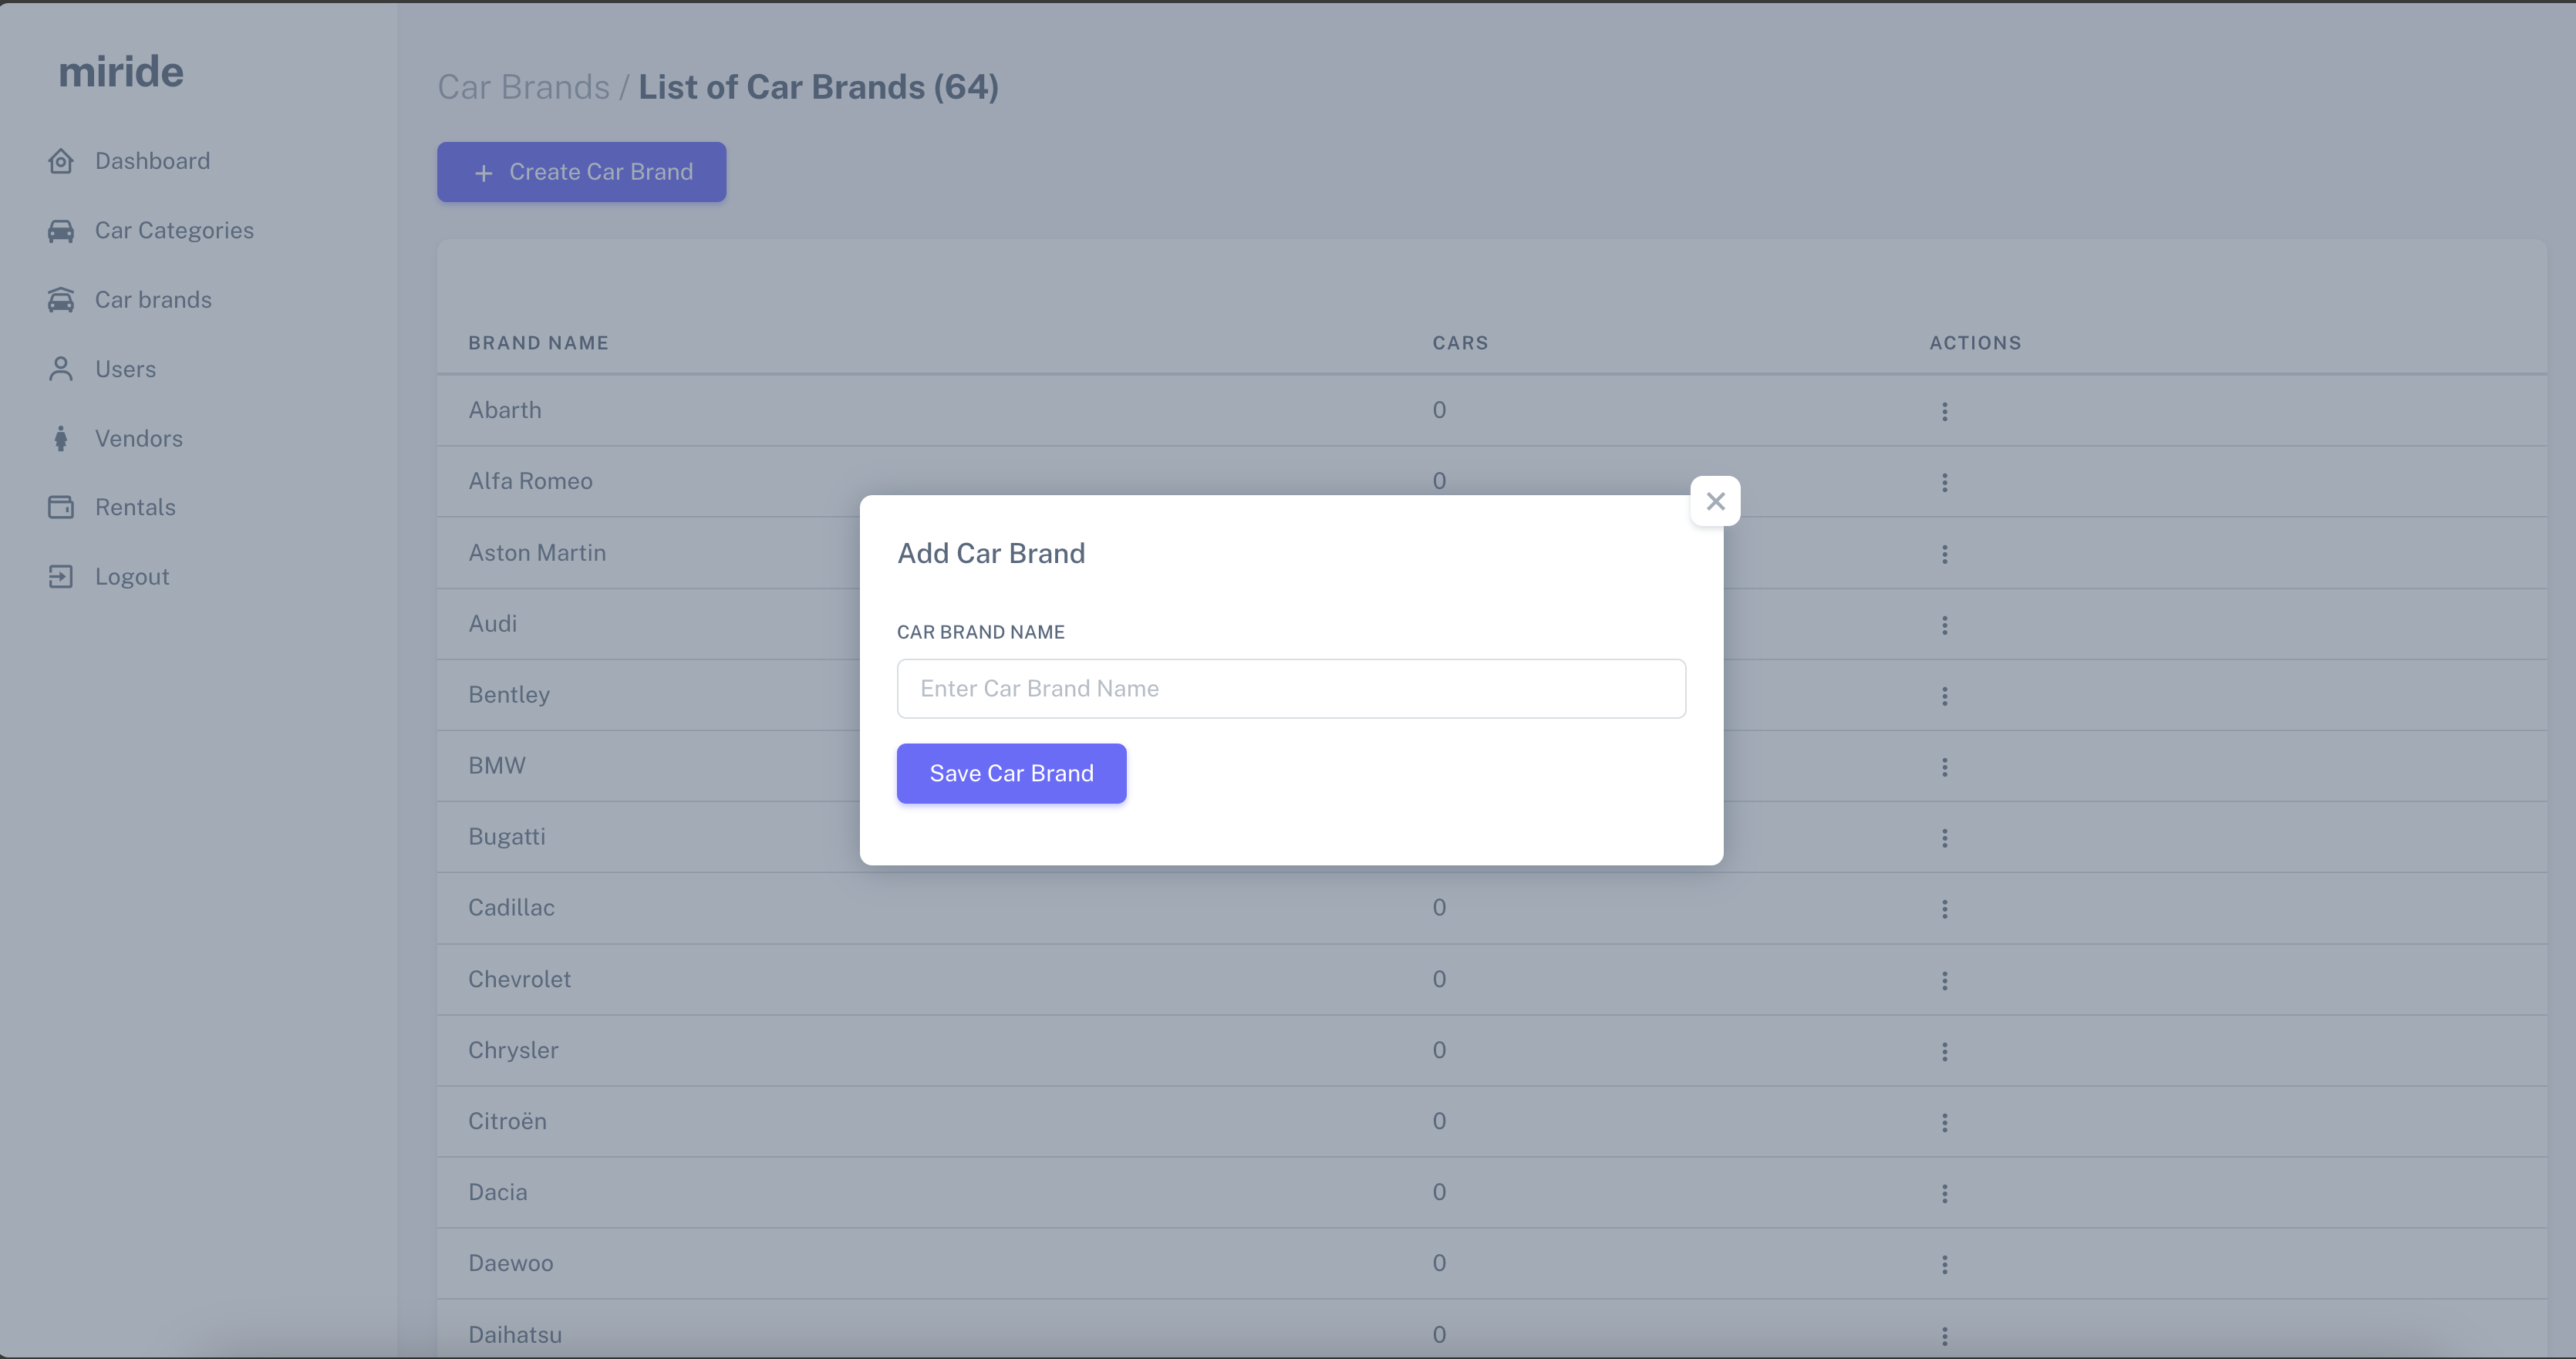 miride
Dashboard
Car Categories
Car brands
Users
Vendors
Rentals
Logout
Car Brands / List of Car Brands (64)
+ Create Car Brand
BRAND NAME CARS ACTIONS
Abarth 0
Alfa Romeo 0
Aston Martin
Audi
Bentley
BMW
Bugatti
Cadillac 0
Chevrolet 0
Chrysler 0
Citroën 0
Dacia 0
Daewoo 0
Daihatsu 0
Add Car Brand
CAR BRAND NAME
Enter Car Brand Name
Save Car Brand